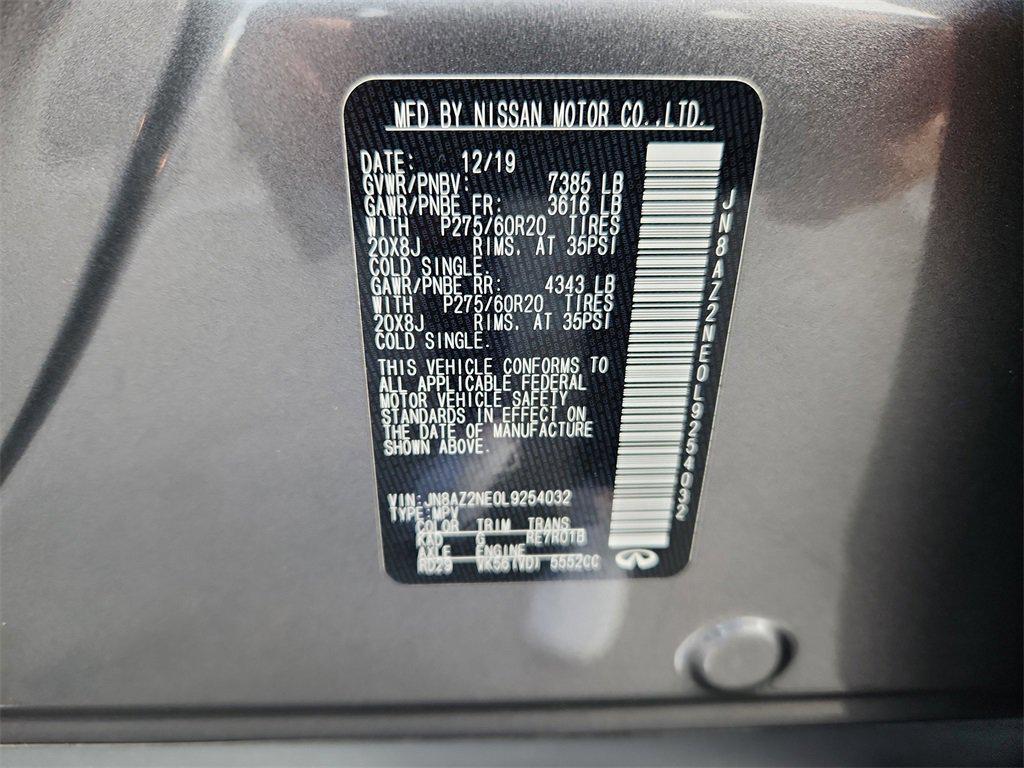 MFD BY NISSAN MOTOR CO.,LTD.
DATE: 12/19
GVWR/PNBV: 7385 LB
GAWR/PNBE FR: 3616 LB
WITH P275/60R20 TIRES
20X8J RIMS. AT 35PSI
COLD SINGLE.
GAWR/PNBE RR: 4343 LB
WITH P275/60R20 TIRES
20X8J RIMS. AT 35PSI
COLD SINGLE.
THIS VEHICLE CONFORMS TO
ALL APPLICABLE FEDERAL
MOTOR VEHICLE SAFETY
STANDARDS IN EFFECT ON
THE DATE OF MANUFACTURE
SHOWN ABOVE.
VIN:JN8AZ2NE0L9254032
TYPE:MPV
COLOR TRIM TRANS
KAD G RE7R01B
AXLE ENGINE
RD29 VK56(VD) 5552CC
JN8AZ2NE0L9254032